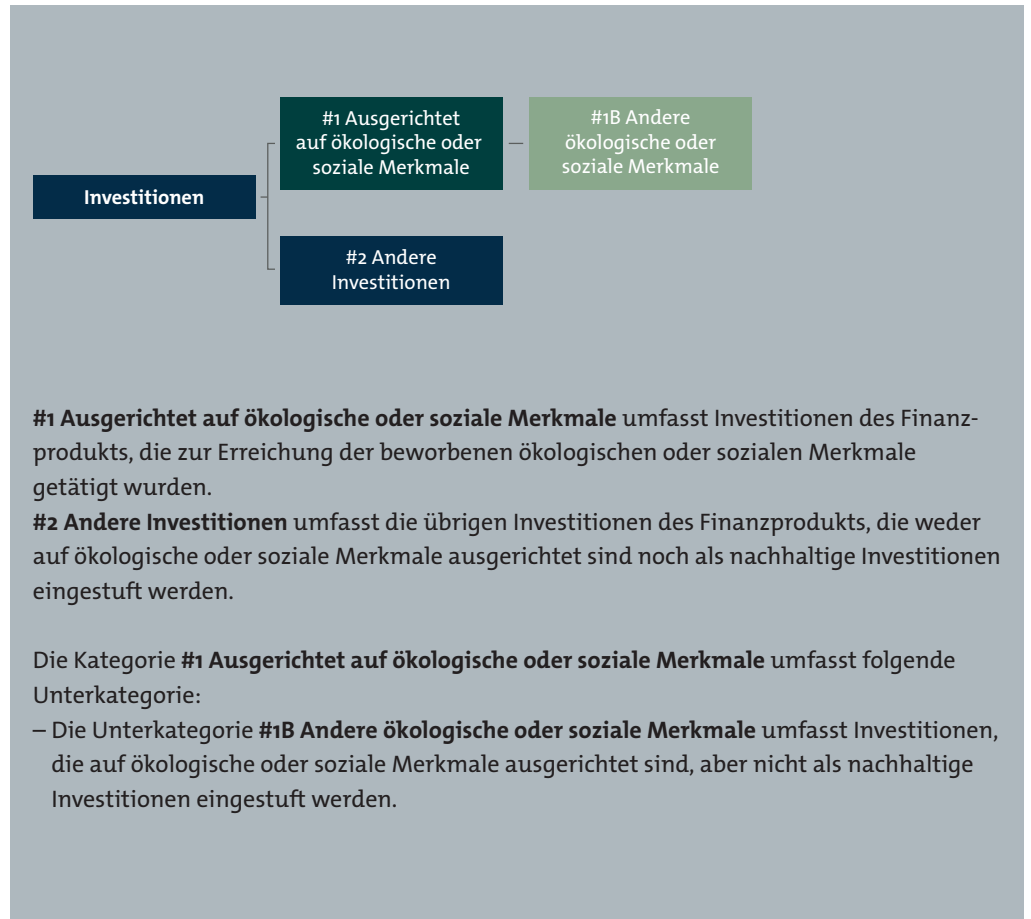 #1 Ausgerichtet
auf ökologische oder
soziale Merkmale
#1B Andere
ökologische oder
soziale Merkmale
Investitionen
#2 Andere
Investitionen
#1 Ausgerichtet auf ökologische oder soziale Merkmale umfasst Investitionen des Finanz-
produkts, die zur Erreichung der beworbenen ökologischen oder sozialen Merkmale
getätigt wurden.
#2 Andere Investitionen umfasst die übrigen Investitionen des Finanzprodukts, die weder
auf ökologische oder soziale Merkmale ausgerichtet sind noch als nachhaltige Investitionen
eingestuft werden.
Die Kategorie #1 Ausgerichtet auf ökologische oder soziale Merkmale umfasst folgende
Unterkategorie:
– Die Unterkategorie #1B Andere ökologische oder soziale Merkmale umfasst Investitionen,
die auf ökologische oder soziale Merkmale ausgerichtet sind, aber nicht als nachhaltige
Investitionen eingestuft werden.